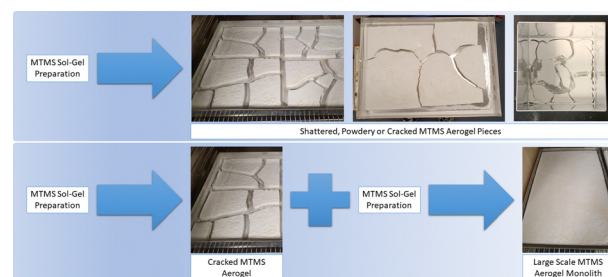 MTMS Sol-Gel
Preparation
Shattered, Powdery or Cracked MTMS Aerogel Pieces
MTMS Sol-Gel
Preparation
MTMS Sol-Gel
Preparation
Cracked MTMS
Aerogel
Large Scale MTMS
Aerogel Monolith